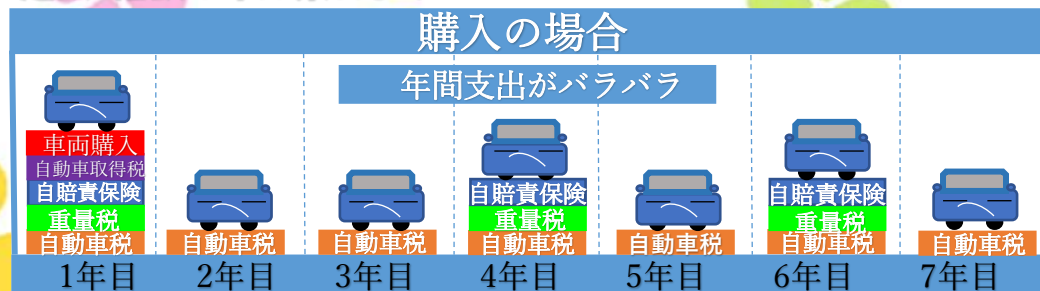 購入の場合
年間支出がバラバラ
車両購入
自動車取得税
自賠責保険
重量税
自動車税
1年目
自動車税
2年目
自動車税
3年目
自賠責保険
重量税
自動車税
4年目
自動車税
5年目
自賠責保険
重量税
自動車税
6年目
自動車税
7年目